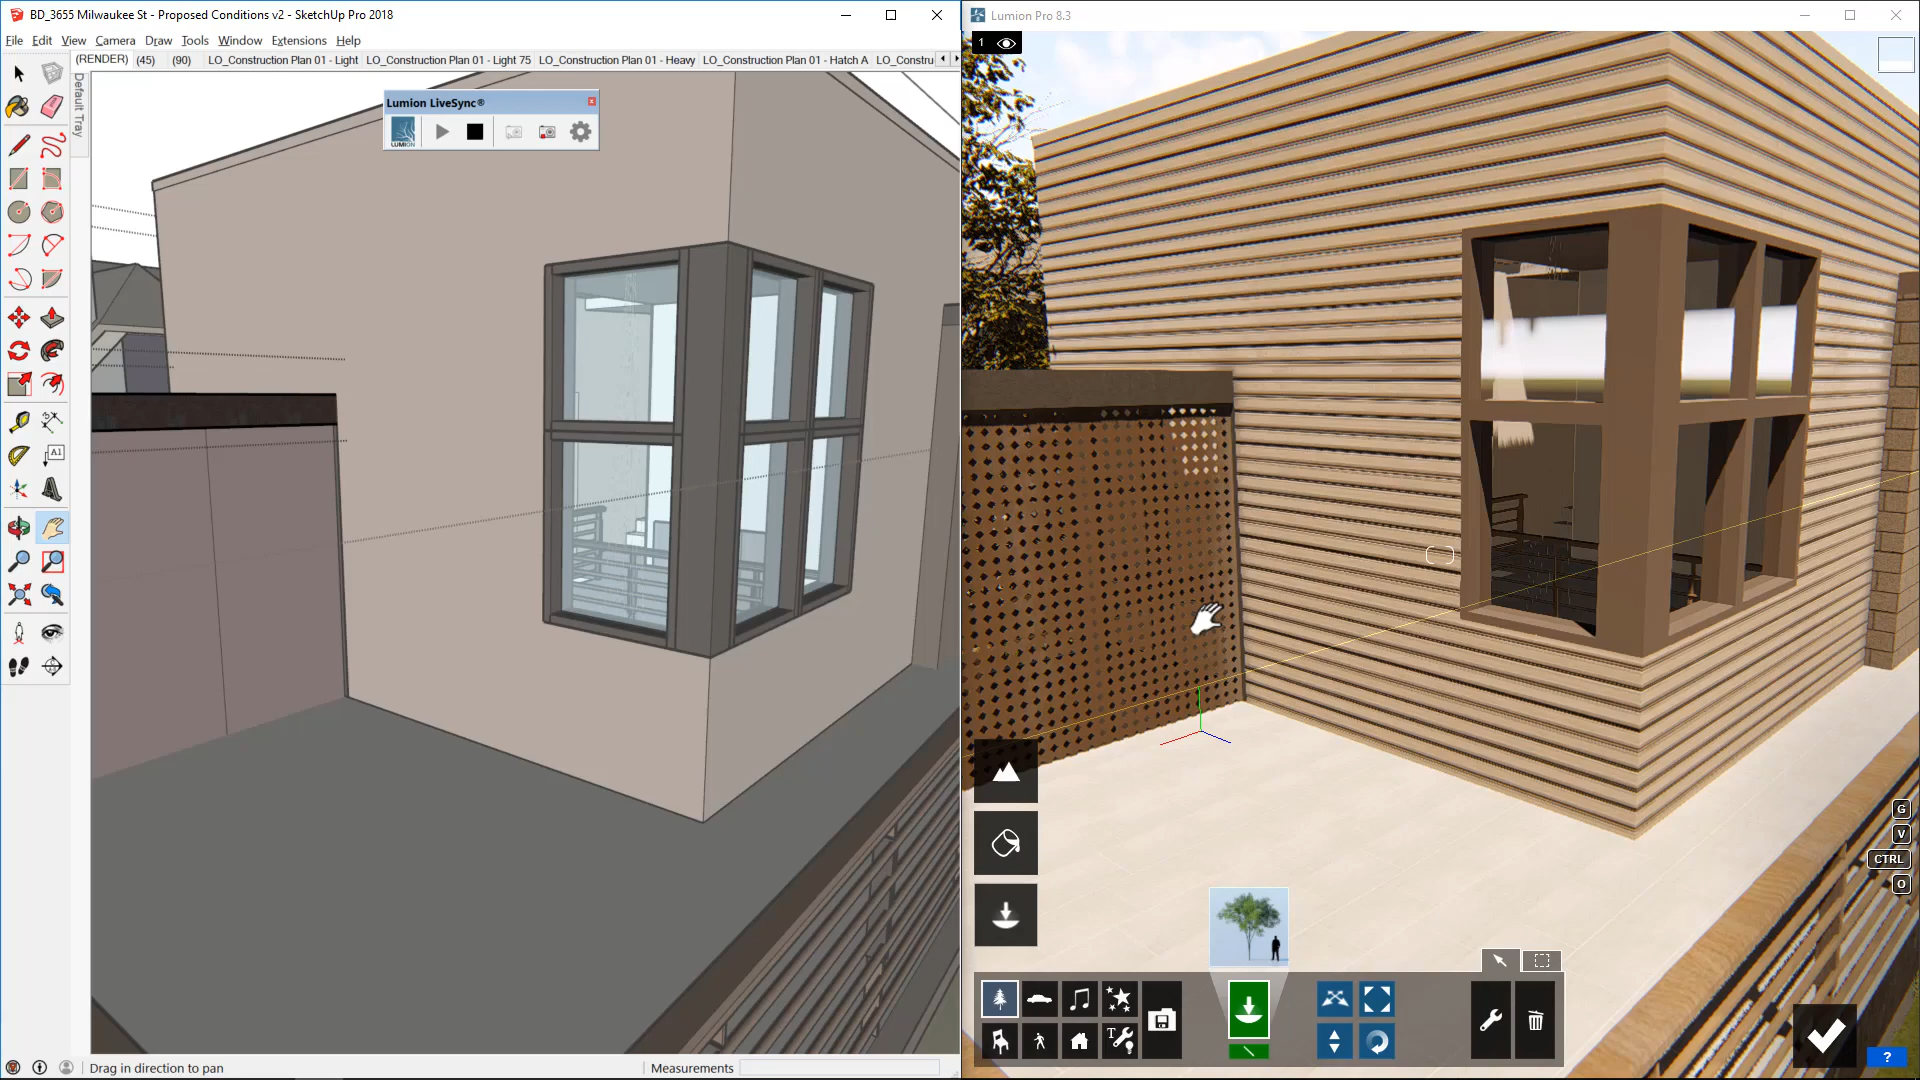 BD_3655 Milwaukee St - Proposed Conditions v2 - SketchUp Pro 2018
File Edit View Camera Draw Tools Window Extensions Help
(RENDER) (45) (90) LO_Construction Plan 01 - Light LO_Construction Plan 01 - Light 75 LO_Construction Plan 01 - Heavy LO_Construction Plan 01 - Hatch A LO_Constru
Default Tray
Lumion LiveSync®
LUMION
A1
Drag in direction to pan
Measurements
Lumion Pro 8.3
1
G
V
CTRL
O
T
?